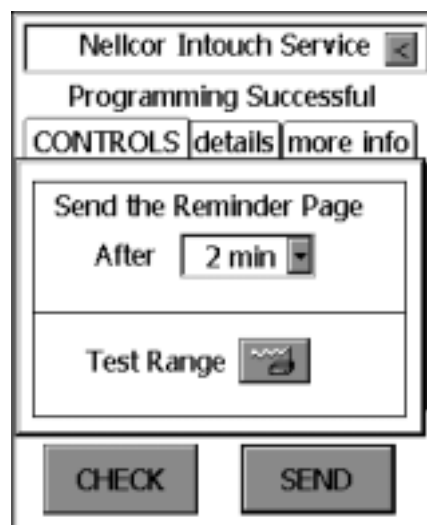 Nellcor Intouch Service <
Programming Successful
CONTROLS details more info
Send the Reminder Page
After 2 min
Test Range
CHECK SEND